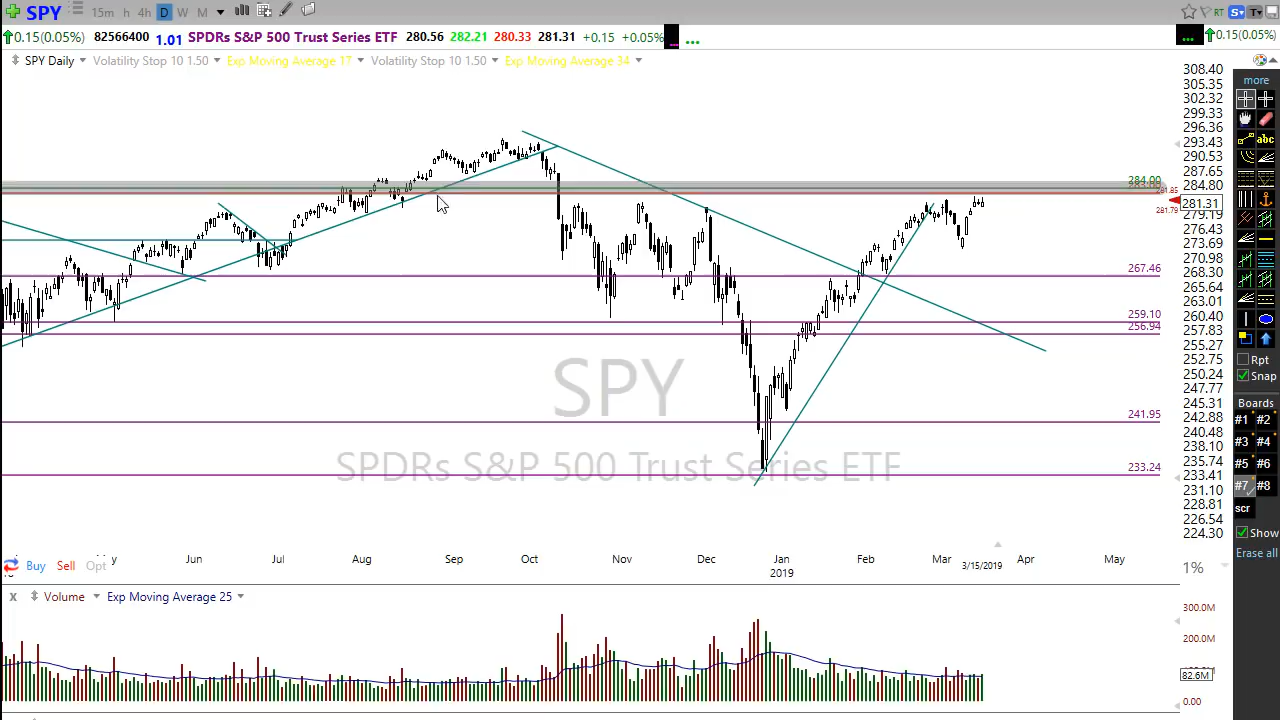 SPY 15m h 4h D W M RT S T
0.15(0.05%) 82566400 1.01 SPDRs S&P 500 Trust Series ETF 280.56 282.21 280.33 281.31 +0.15 +0.05% ... ... 0.15(0.05%)
SPY Daily Volatility Stop 10 1.50 Exp Moving Average 17 Volatility Stop 10 1.50 Exp Moving Average 34
308.40
305.35
302.32
299.33
296.36
293.43
290.53
287.65
284.80
281.31
279.19
276.43
273.69
270.98
268.30
265.64
263.01
260.40
257.83
255.27
252.75
250.24
247.77
245.31
242.88
240.48
238.10
235.74
233.41
231.10
228.81
226.54
224.30
284.00
283.00
281.85
281.79
267.46
259.10
256.94
241.95
233.24
SPY
SPDRs S&P 500 Trust Series ETF
Jun Jul Aug Sep Oct Nov Dec Jan Feb Mar Apr May
2019 3/15/2019
Buy Sell Opt
1%
x Volume Exp Moving Average 25
300.0M
200.0M
82.6M
0.00
more
abc
Rpt
Snap
Boards
#1 #2
#3 #4
#5 #6
#7 #8
scr
Show
Erase all